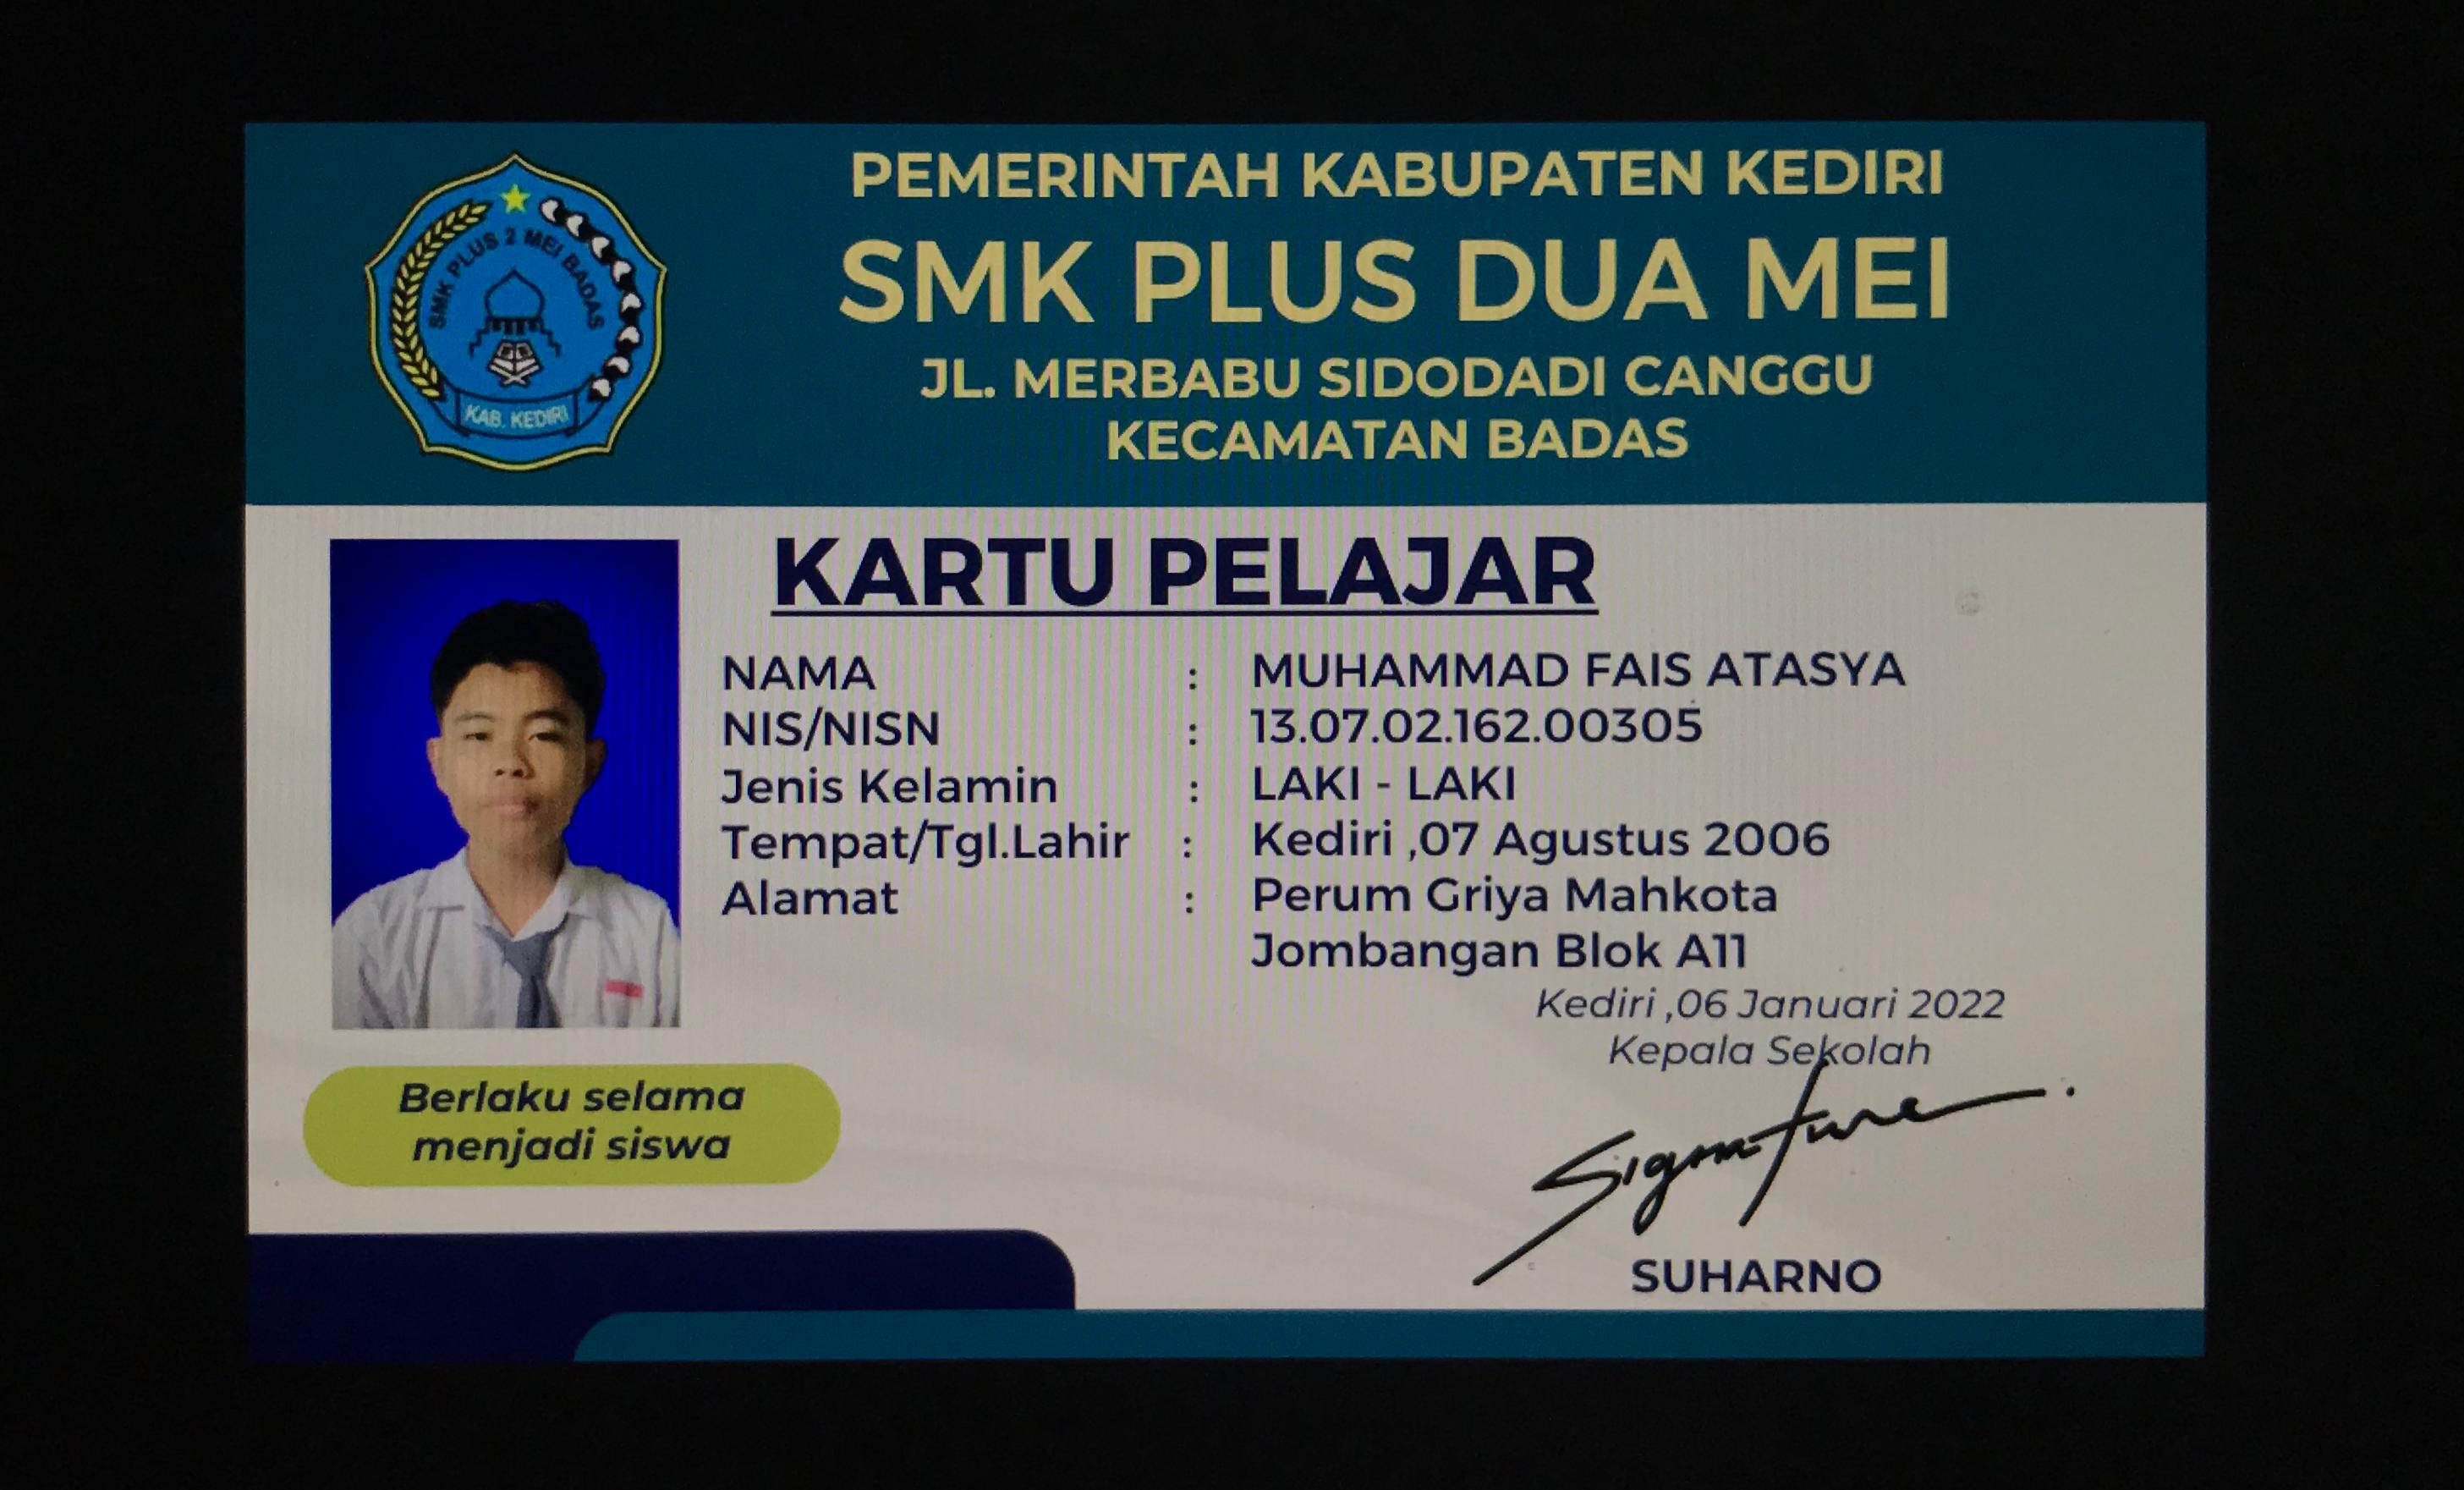 PEMERINTAH KABUPATEN KEDIRI
SMK PLUS DUA MEI
JL. MERBABU SIDODADI CANGGU
KECAMATAN BADAS
SMK PLUS 2 MEI BADAS
KAB. KEDIRI
KARTU PELAJAR
NAMA : MUHAMMAD FAIS ATASYA
NIS/NISN : 13.07.02.162.00305
Jenis Kelamin : LAKI - LAKI
Tempat/Tgl.Lahir : Kediri ,07 Agustus 2006
Alamat : Perum Griya Mahkota
Jombangan Blok A11
Kediri ,06 Januari 2022
Kepala Sekolah
Signature
SUHARNO
Berlaku selama
menjadi siswa